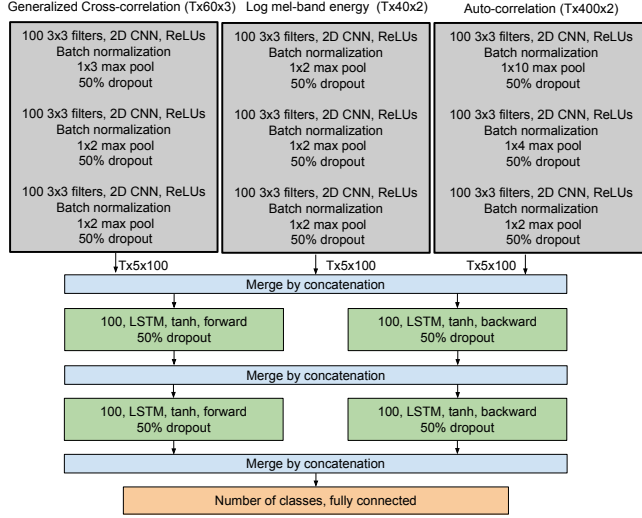 Generalized Cross-correlation (Tx60x3)
100 3x3 filters, 2D CNN, ReLUs
Batch normalization
1x3 max pool
50% dropout
100 3x3 filters, 2D CNN, ReLUs
Batch normalization
1x2 max pool
50% dropout
100 3x3 filters, 2D CNN, ReLUs
Batch normalization
1x2 max pool
50% dropout
Tx5x100
Log mel-band energy (Tx40x2)
100 3x3 filters, 2D CNN, ReLUs
Batch normalization
1x2 max pool
50% dropout
100 3x3 filters, 2D CNN, ReLUs
Batch normalization
1x2 max pool
50% dropout
100 3x3 filters, 2D CNN, ReLUs
Batch normalization
1x2 max pool
50% dropout
Tx5x100
Auto-correlation (Tx400x2)
100 3x3 filters, 2D CNN, ReLUs
Batch normalization
1x10 max pool
50% dropout
100 3x3 filters, 2D CNN, ReLUs
Batch normalization
1x4 max pool
50% dropout
100 3x3 filters, 2D CNN, ReLUs
Batch normalization
1x2 max pool
50% dropout
Tx5x100
Merge by concatenation
100, LSTM, tanh, forward
50% dropout
100, LSTM, tanh, backward
50% dropout
Merge by concatenation
100, LSTM, tanh, forward
50% dropout
100, LSTM, tanh, backward
50% dropout
Merge by concatenation
Number of classes, fully connected